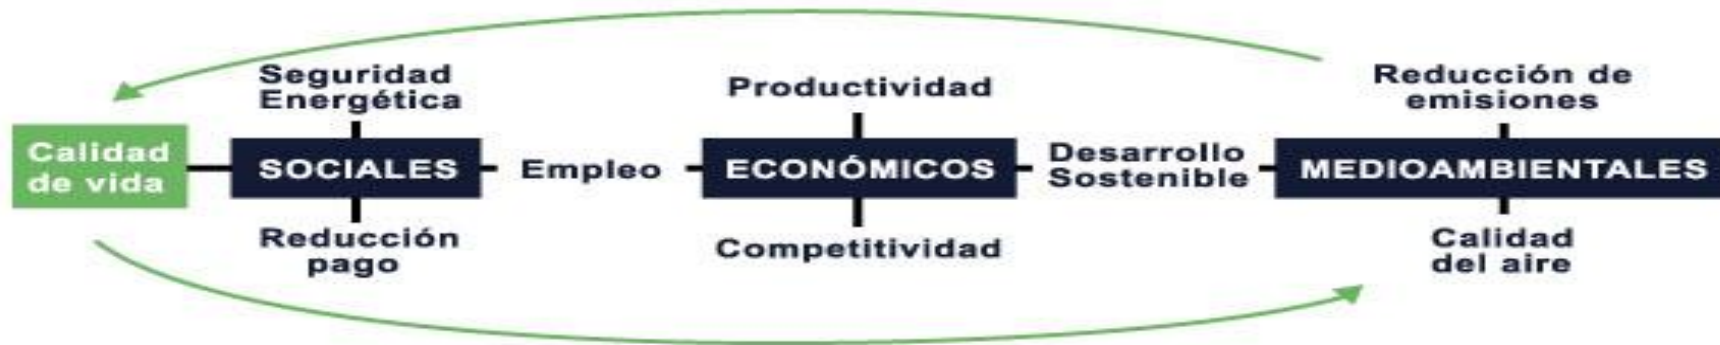 Seguridad
Energética
Productividad
Reducción de
emisiones
Calidad
de vida
SOCIALES
Empleo
ECONÓMICOS
Desarrollo
Sostenible
MEDIOAMBIENTALES
Reducción
pago
Competitividad
Calidad
del aire